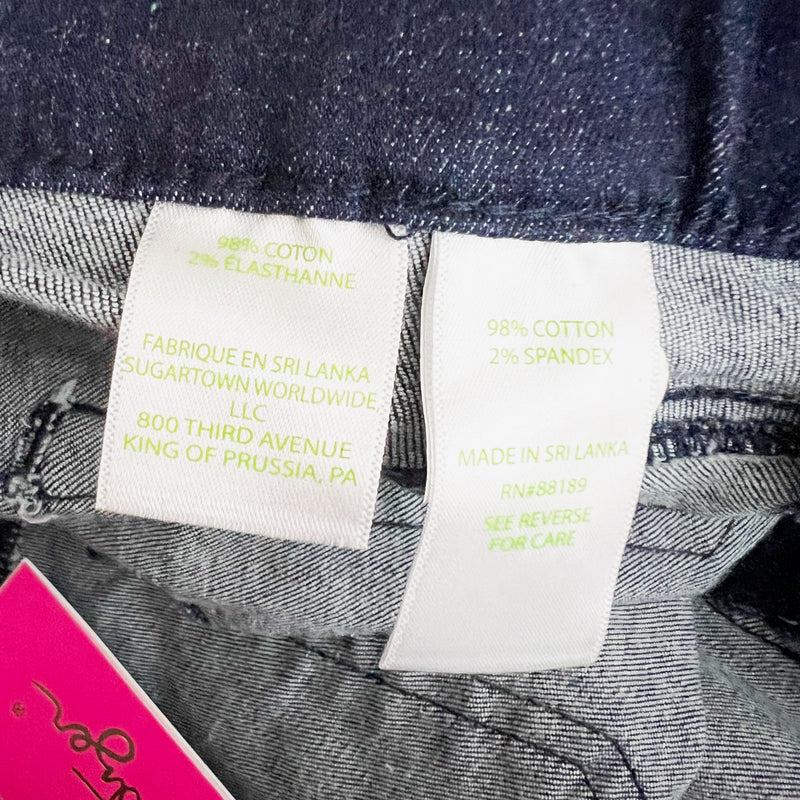 98% COTON
2% ÉLASTHANNE
FABRIQUE EN SRI LANKA
SUGARTOWN WORLDWIDE,
LLC
800 THIRD AVENUE
KING OF PRUSSIA, PA
98% COTTON
2% SPANDEX
MADE IN SRI LANKA
RN#88189
SEE REVERSE
FOR CARE
®